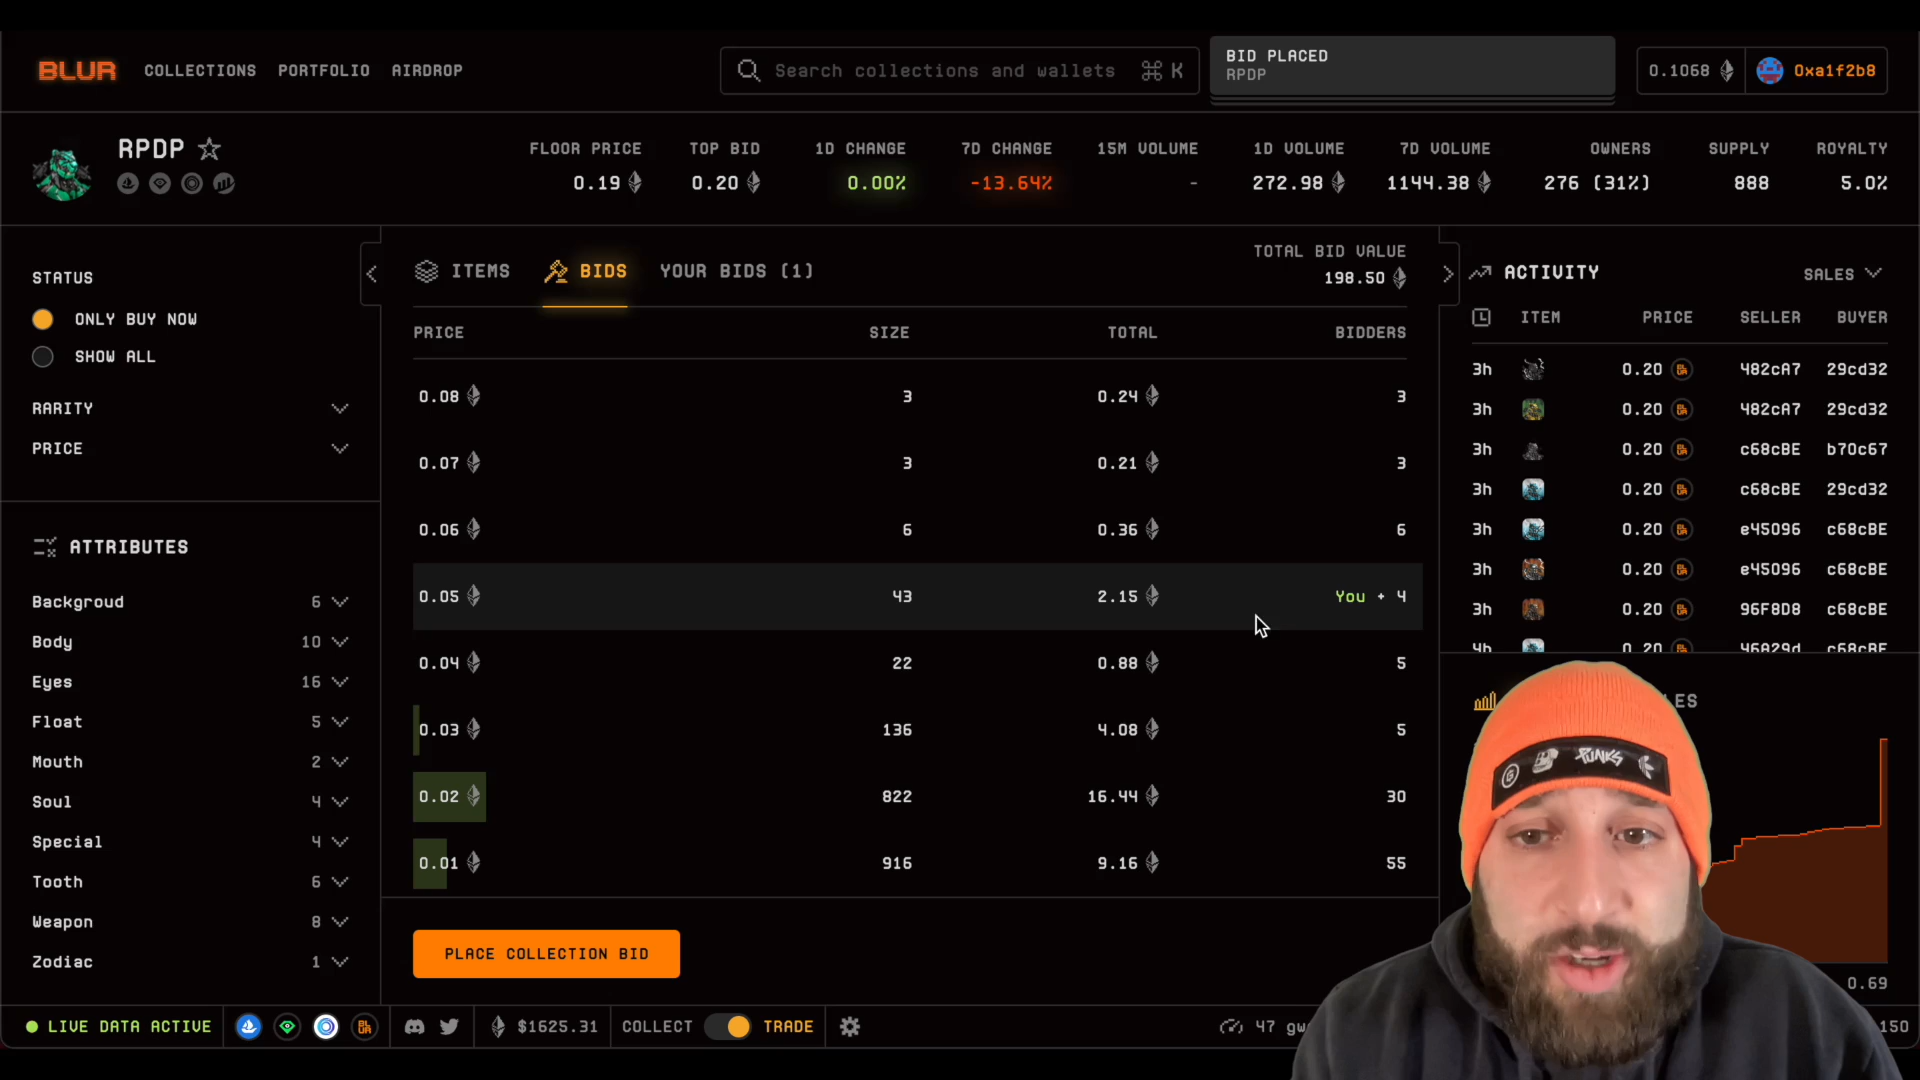 BLUR COLLECTIONS PORTFOLIO AIRDROP Search collections and wallets ⌘ K
BID PLACED
RPDP
0.1068 0xa1f2b8
RPDP
FLOOR PRICE TOP BID 1D CHANGE 7D CHANGE 15M VOLUME 1D VOLUME 7D VOLUME OWNERS SUPPLY ROYALTY
0.19 0.20 0.00% -13.64% - 272.98 1144.38 276 (31%) 888 5.0%
STATUS
ONLY BUY NOW
SHOW ALL
RARITY
PRICE
ATTRIBUTES
Backgroud 6
Body 10
Eyes 16
Float 5
Mouth 2
Soul 4
Special 4
Tooth 6
Weapon 8
Zodiac 1
ITEMS BIDS YOUR BIDS (1)
TOTAL BID VALUE
198.50
PRICE SIZE TOTAL BIDDERS
0.08 3 0.24 3
0.07 3 0.21 3
0.06 6 0.36 6
0.05 43 2.15 You + 4
0.04 22 0.88 5
0.03 136 4.08 5
0.02 822 16.44 30
0.01 916 9.16 55
PLACE COLLECTION BID
ACTIVITY SALES
ITEM PRICE SELLER BUYER
3h 0.20 482cA7 29cd32
3h 0.20 482cA7 29cd32
3h 0.20 c68cBE b70c67
3h 0.20 c68cBE 29cd32
3h 0.20 e45096 c68cBE
3h 0.20 e45096 c68cBE
3h 0.20 96F8D8 c68cBE
4h 0.20 46A29d c68cBE
LES
PUNKS
0.69
LIVE DATA ACTIVE $1625.31 COLLECT TRADE 47 gw 150